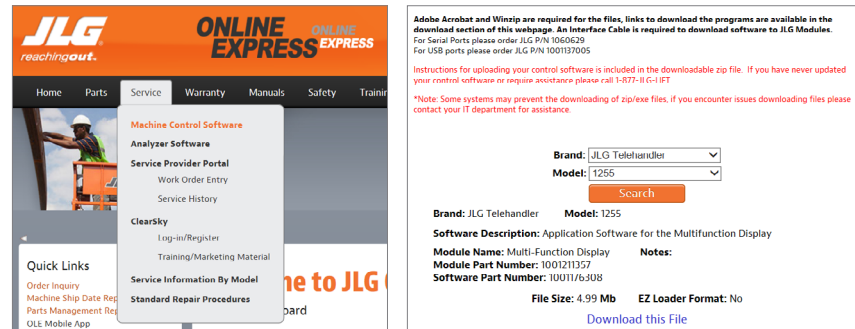 JLG
reachingout.
ONLINE
EXPRESS
ONLINE
EXPRESS
Home Parts Service Warranty Manuals Safety Trainin
Machine Control Software
Analyzer Software
Service Provider Portal
Work Order Entry
Service History
ClearSky
Log-in/Register
Training/Marketing Material
Service Information By Model
Standard Repair Procedures
Quick Links
Order Inquiry
Machine Ship Date Rep
Parts Management Rep
OLE Mobile App
me to JLG
oard
Adobe Acrobat and Winzip are required for the files, links to download the programs are available in the
download section of this webpage. An Interface Cable is required to download software to JLG Modules.
For Serial Ports please order JLG P/N 1060629
For USB ports please order JLG P/N 1001137005
Instructions for uploading your control software is included in the downloadable zip file. If you have never updated
your control software or require assistance please call 1-877-JLG-LIFT
*Note: Some systems may prevent the downloading of zip/exe files, if you encounter issues downloading files please
contact your IT department for assistance.
Brand: JLG Telehandler
Model: 1255
Search
Brand: JLG Telehandler Model: 1255
Software Description: Application Software for the Multifunction Display
Module Name: Multi-Function Display Notes:
Module Part Number: 1001211357
Software Part Number: 1001176308
File Size: 4.99 Mb EZ Loader Format: No
Download this File